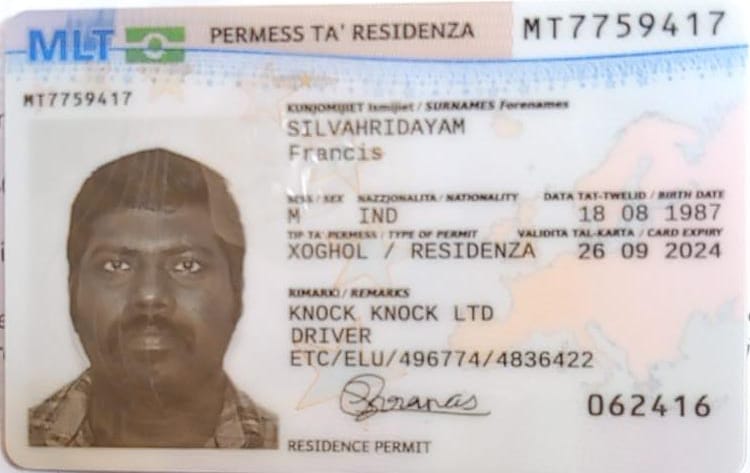 MLT PERMESS TA' RESIDENZA MT7759417
MT7759417
KUNJOMIJIET Ismijiet / SURNAMES Forenames
SILVAHRIDAYAM
Francis
SESS / SEX NAZZJONALITA / NATIONALITY DATA TAT-TWELID / BIRTH DATE
M IND 18 08 1987
TIP TA' PERMESS / TYPE OF PERMIT VALIDITA TAL-KARTA / CARD EXPIRY
XOGHOL / RESIDENZA 26 09 2024
RIMARKI / REMARKS
KNOCK KNOCK LTD
DRIVER
ETC/ELU/496774/4836422
062416
RESIDENCE PERMIT